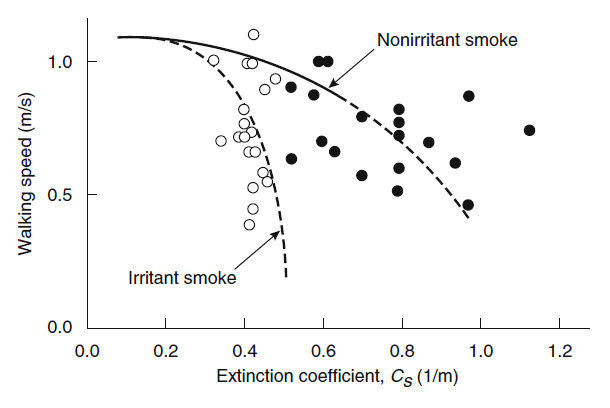 Nonirritant smoke
1.0
Walking speed (m/s)
0.5
Irritant smoke
0.0
0.0 0.2 0.4 0.6 0.8 1.0 1.2
Extinction coefficient, Cs (1/m)